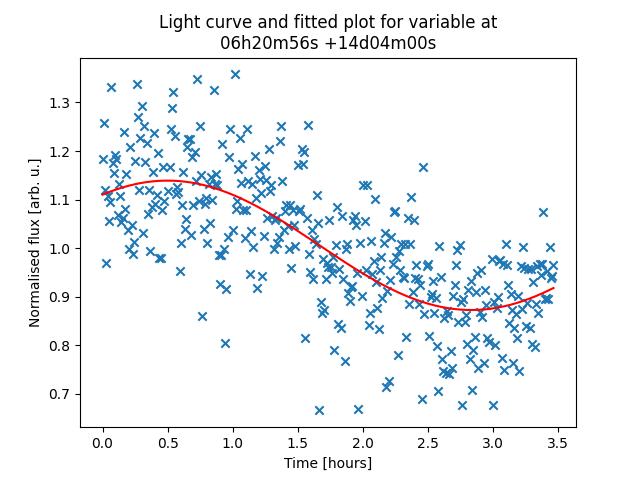 Light curve and fitted plot for variable at
06h20m56s +14d04m00s
Normalised flux [arb. u.]
1.3
1.2
1.1
1.0
0.9
0.8
0.7
0.0 0.5 1.0 1.5 2.0 2.5 3.0 3.5
Time [hours]